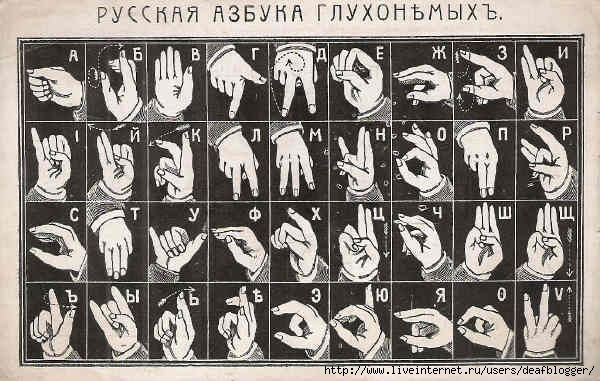 РУССКАЯ АЗБУКА ГЛУХОНѢМЫХЪ.
А Б В Г Д Е Ж З И
І Й К Л М Н О П Р
С Т У Ф Х Ц Ч Ш Щ
Ъ Ы Ь Ѣ Э Ю Я Ѳ Ѵ
http://www.liveinternet.ru/users/deafblogger/